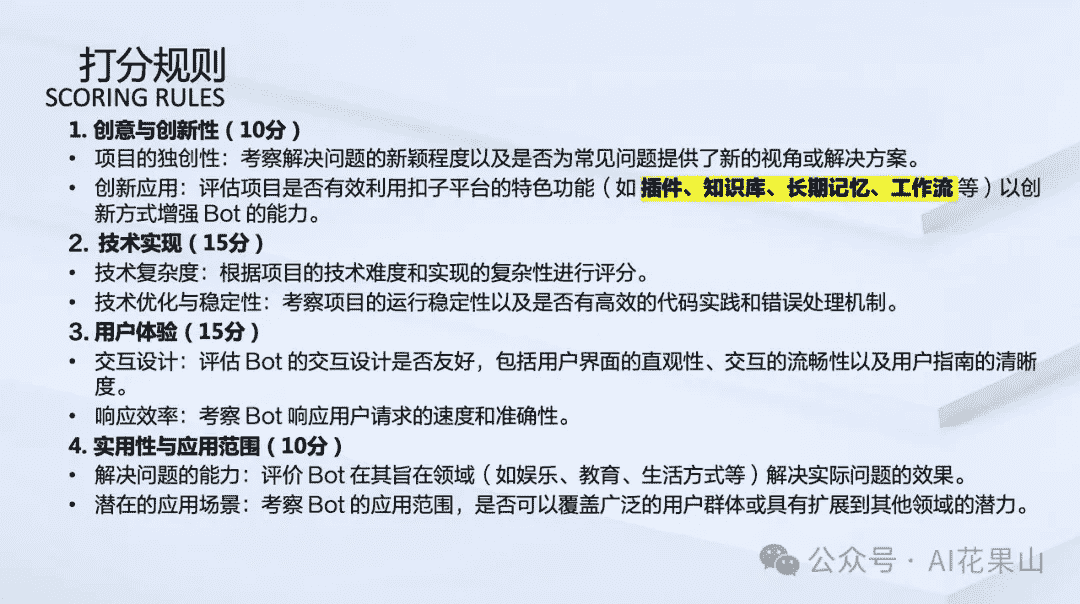 打分规则
SCORING RULES
1. 创意与创新性（10分）
• 项目的独创性：考察解决问题的新颖程度以及是否为常见问题提供了新的视角或解决方案。
• 创新应用：评估项目是否有效利用扣子平台的特色功能（如 插件、知识库、长期记忆、工作流 等）以创
新方式增强 Bot 的能力。
2. 技术实现（15分）
• 技术复杂度：根据项目的技术难度和实现的复杂性进行评分。
• 技术优化与稳定性：考察项目的运行稳定性以及是否有高效的代码实践和错误处理机制。
3. 用户体验（15分）
• 交互设计：评估 Bot 的交互设计是否友好，包括用户界面的直观性、交互的流畅性以及用户指南的清晰
度。
• 响应效率：考察 Bot 响应用户请求的速度和准确性。
4. 实用性与应用范围（10分）
• 解决问题的能力：评价 Bot 在其旨在领域（如娱乐、教育、生活方式等）解决实际问题的效果。
• 潜在的应用场景：考察 Bot 的应用范围，是否可以覆盖广泛的用户群体或具有扩展到其他领域的潜力。
公众号 · AI花果山